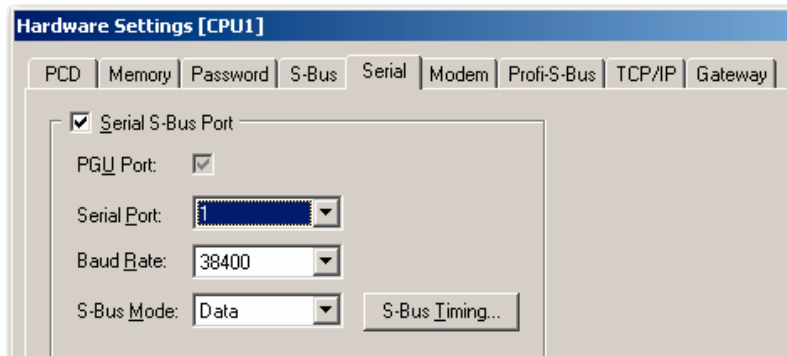 Hardware Settings [CPU1]
PCD Memory Password S-Bus Serial Modem Profi-S-Bus TCP/IP Gateway
Serial S-Bus Port
PGU Port:
Serial Port: 1
Baud Rate: 38400
S-Bus Mode: Data S-Bus Timing...